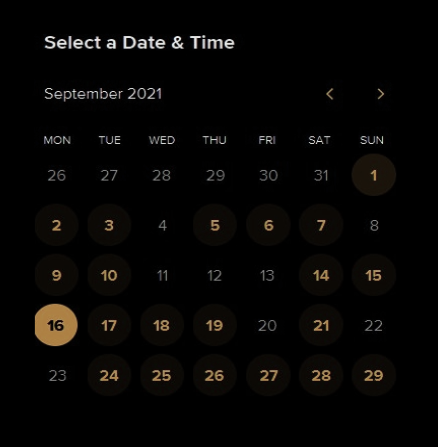 Select a Date & Time
September 2021
MON TUE WED THU FRI SAT SUN
26 27 28 29 30 31 1
2 3 4 5 6 7 8
9 10 11 12 13 14 15
16 17 18 19 20 21 22
23 24 25 26 27 28 29